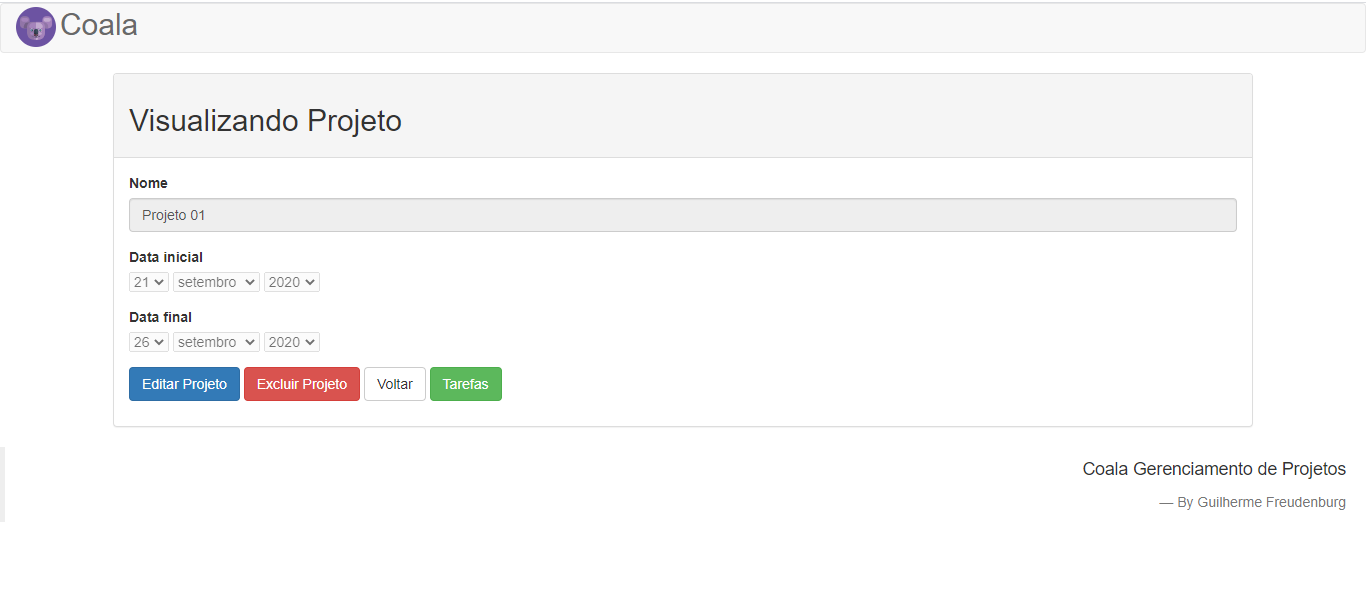 Coala
Visualizando Projeto
Nome
Projeto 01
Data inicial
21 setembro 2020
Data final
26 setembro 2020
Editar Projeto Excluir Projeto Voltar Tarefas
Coala Gerenciamento de Projetos
— By Guilherme Freudenburg